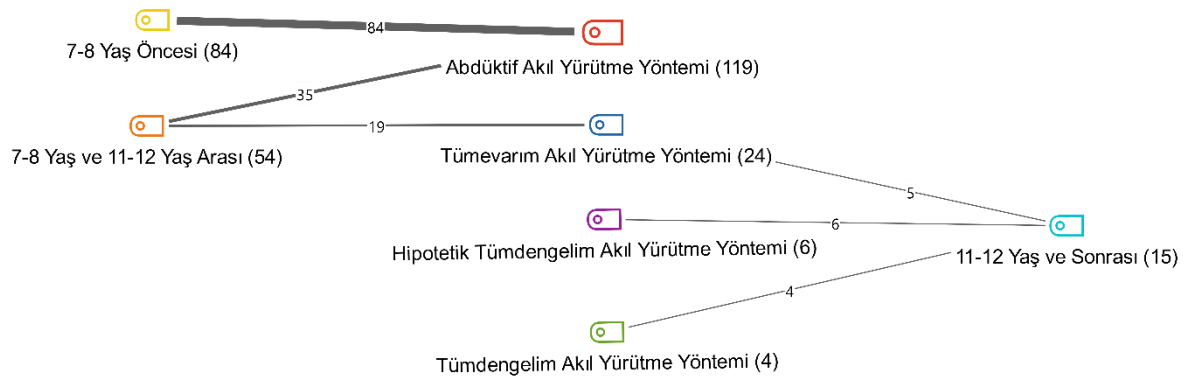 84
7-8 Yaş Öncesi (84)
Abdüktif Akıl Yürütme Yöntemi (119)
35
19
7-8 Yaş ve 11-12 Yaş Arası (54)
Tümevarım Akıl Yürütme Yöntemi (24)
5
6
Hipotetik Tümdengelim Akıl Yürütme Yöntemi (6)
11-12 Yaş ve Sonrası (15)
4
Tümdengelim Akıl Yürütme Yöntemi (4)